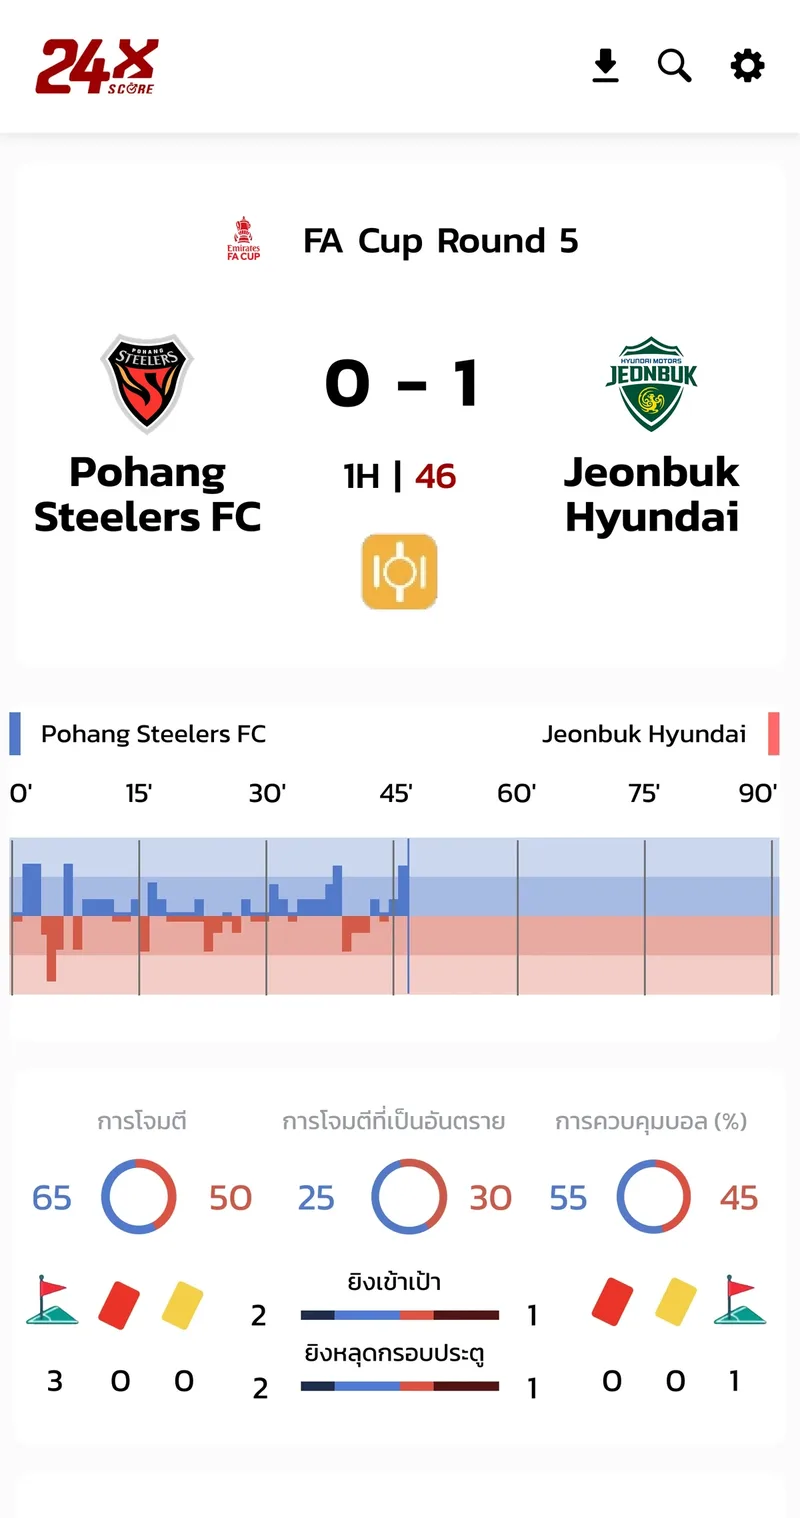 24x
SCORE
Emirates
FA CUP
FA Cup Round 5
POHANG
STEELERS
0 - 1
HYUNDAI MOTORS
JEONBUK
Pohang
Steelers FC
1H | 46
Jeonbuk
Hyundai
Pohang Steelers FC
Jeonbuk Hyundai
0' 15' 30' 45' 60' 75' 90'
การโจมตี
การโจมตีที่เป็นอันตราย
การควบคุมบอล (%)
65 50 25 30 55 45
ยิงเข้าเป้า
2 1
ยิงหลุดกรอบประตู
3 0 0 2 1 0 0 1